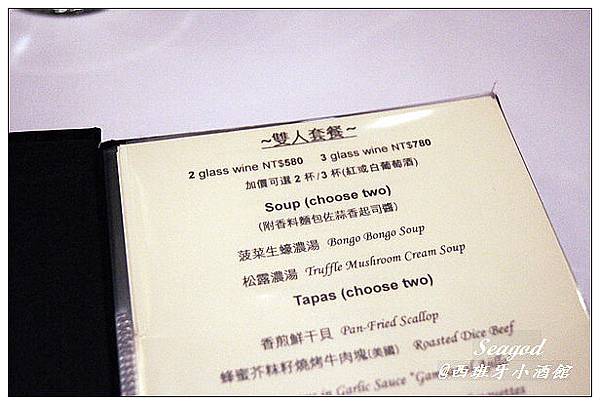 ~雙人套餐~
2 glass wine NT$580 3 glass wine NT$780
加價可選 2 杯/3 杯(紅或白葡萄酒)
Soup (choose two)
(附香料麵包佐蒜香起司醬)
菠菜生蠔濃湯 Bongo Bongo Soup
松露濃湯 Truffle Mushroom Cream Soup
Tapas (choose two)
香煎鮮干貝 Pan-Fried Scallop
蜂蜜芥籽燒烤牛肉塊(美國) Roasted Dice Beef
in Garlic Sauce
Seagod
@西班牙小酒館